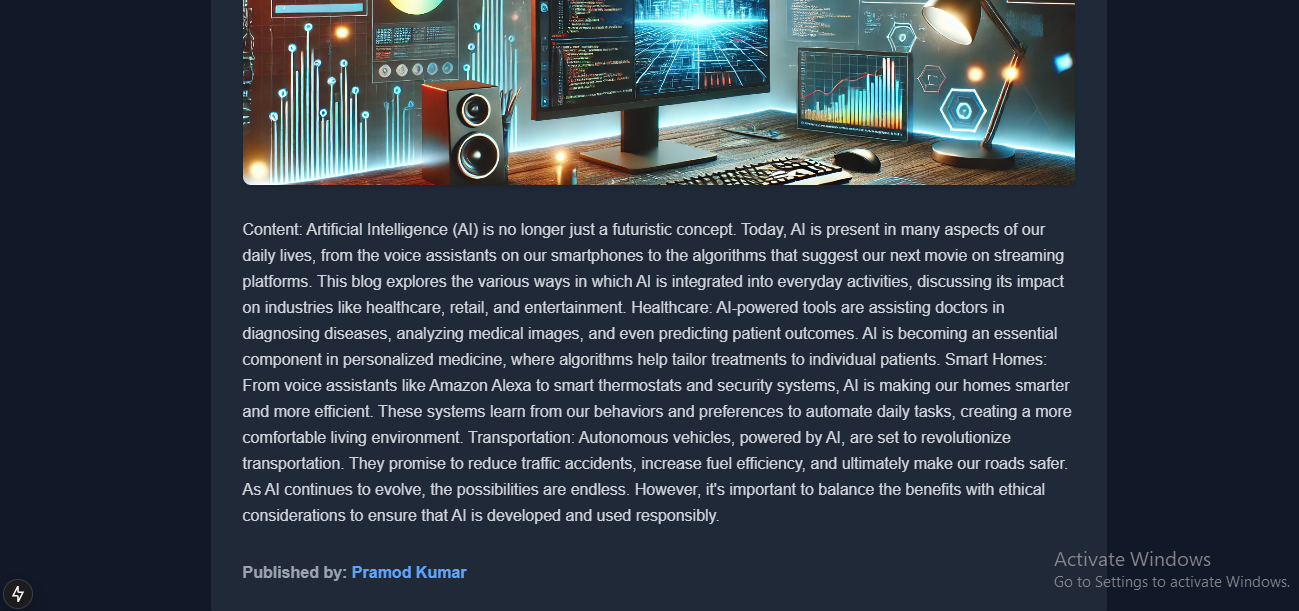 Content: Artificial Intelligence (AI) is no longer just a futuristic concept. Today, AI is present in many aspects of our
daily lives, from the voice assistants on our smartphones to the algorithms that suggest our next movie on streaming
platforms. This blog explores the various ways in which AI is integrated into everyday activities, discussing its impact
on industries like healthcare, retail, and entertainment. Healthcare: AI-powered tools are assisting doctors in
diagnosing diseases, analyzing medical images, and even predicting patient outcomes. AI is becoming an essential
component in personalized medicine, where algorithms help tailor treatments to individual patients. Smart Homes:
From voice assistants like Amazon Alexa to smart thermostats and security systems, AI is making our homes smarter
and more efficient. These systems learn from our behaviors and preferences to automate daily tasks, creating a more
comfortable living environment. Transportation: Autonomous vehicles, powered by AI, are set to revolutionize
transportation. They promise to reduce traffic accidents, increase fuel efficiency, and ultimately make our roads safer.
As AI continues to evolve, the possibilities are endless. However, it's important to balance the benefits with ethical
considerations to ensure that AI is developed and used responsibly.
Published by: Pramod Kumar
Activate Windows
Go to Settings to activate Windows.